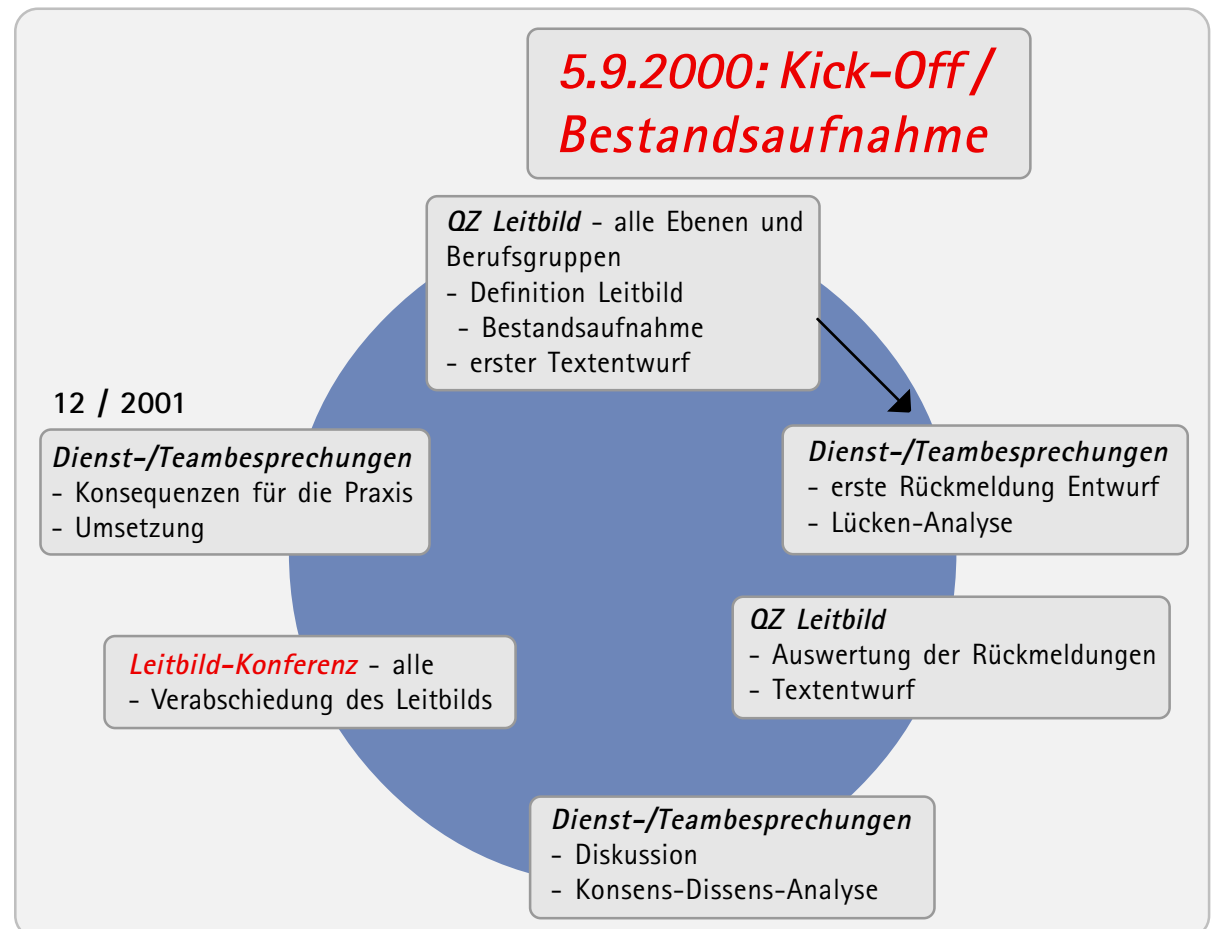 5.9.2000: Kick-Off /
Bestandsaufnahme
QZ Leitbild - alle Ebenen und
Berufsgruppen
- Definition Leitbild
- Bestandsaufnahme
- erster Textentwurf
Dienst-/Teambesprechungen
- erste Rückmeldung Entwurf
- Lücken-Analyse
QZ Leitbild
- Auswertung der Rückmeldungen
- Textentwurf
Dienst-/Teambesprechungen
- Diskussion
- Konsens-Dissens-Analyse
Leitbild-Konferenz - alle
- Verabschiedung des Leitbilds
12 / 2001
Dienst-/Teambesprechungen
- Konsequenzen für die Praxis
- Umsetzung